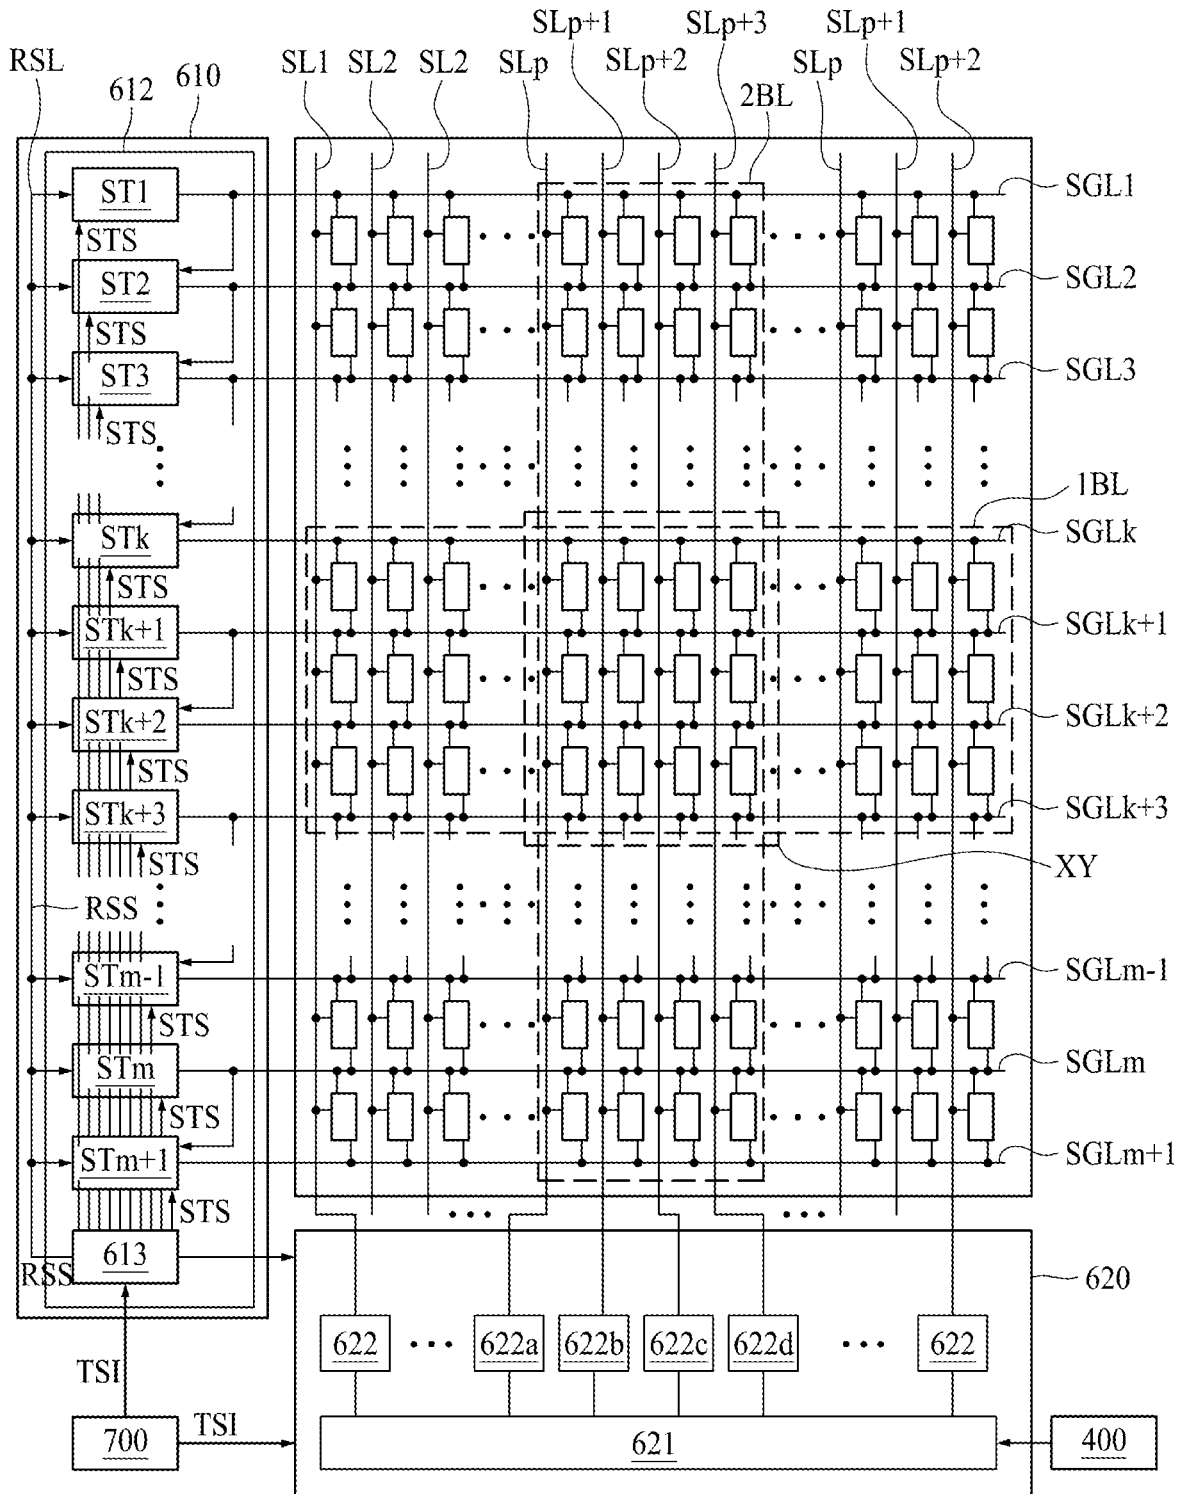 SLp+1 SLp+3 SLp+1
RSL 612 610 SL1 SL2 SL2 SLp SLp+2 2BL SLp SLp+2
ST1 SGL1
STS
ST2 SGL2
STS
ST3 SGL3
STS
1BL
STk SGLk
STS
STk+1 SGLk+1
STS
STk+2 SGLk+2
STS
STk+3 SGLk+3
STS XY
RSS
STm-1 SGLm-1
STS
STm SGLm
STS
STm+1 SGLm+1
STS
613
RSS 620
622 622a 622b 622c 622d 622
TSI
700 TSI 621 400